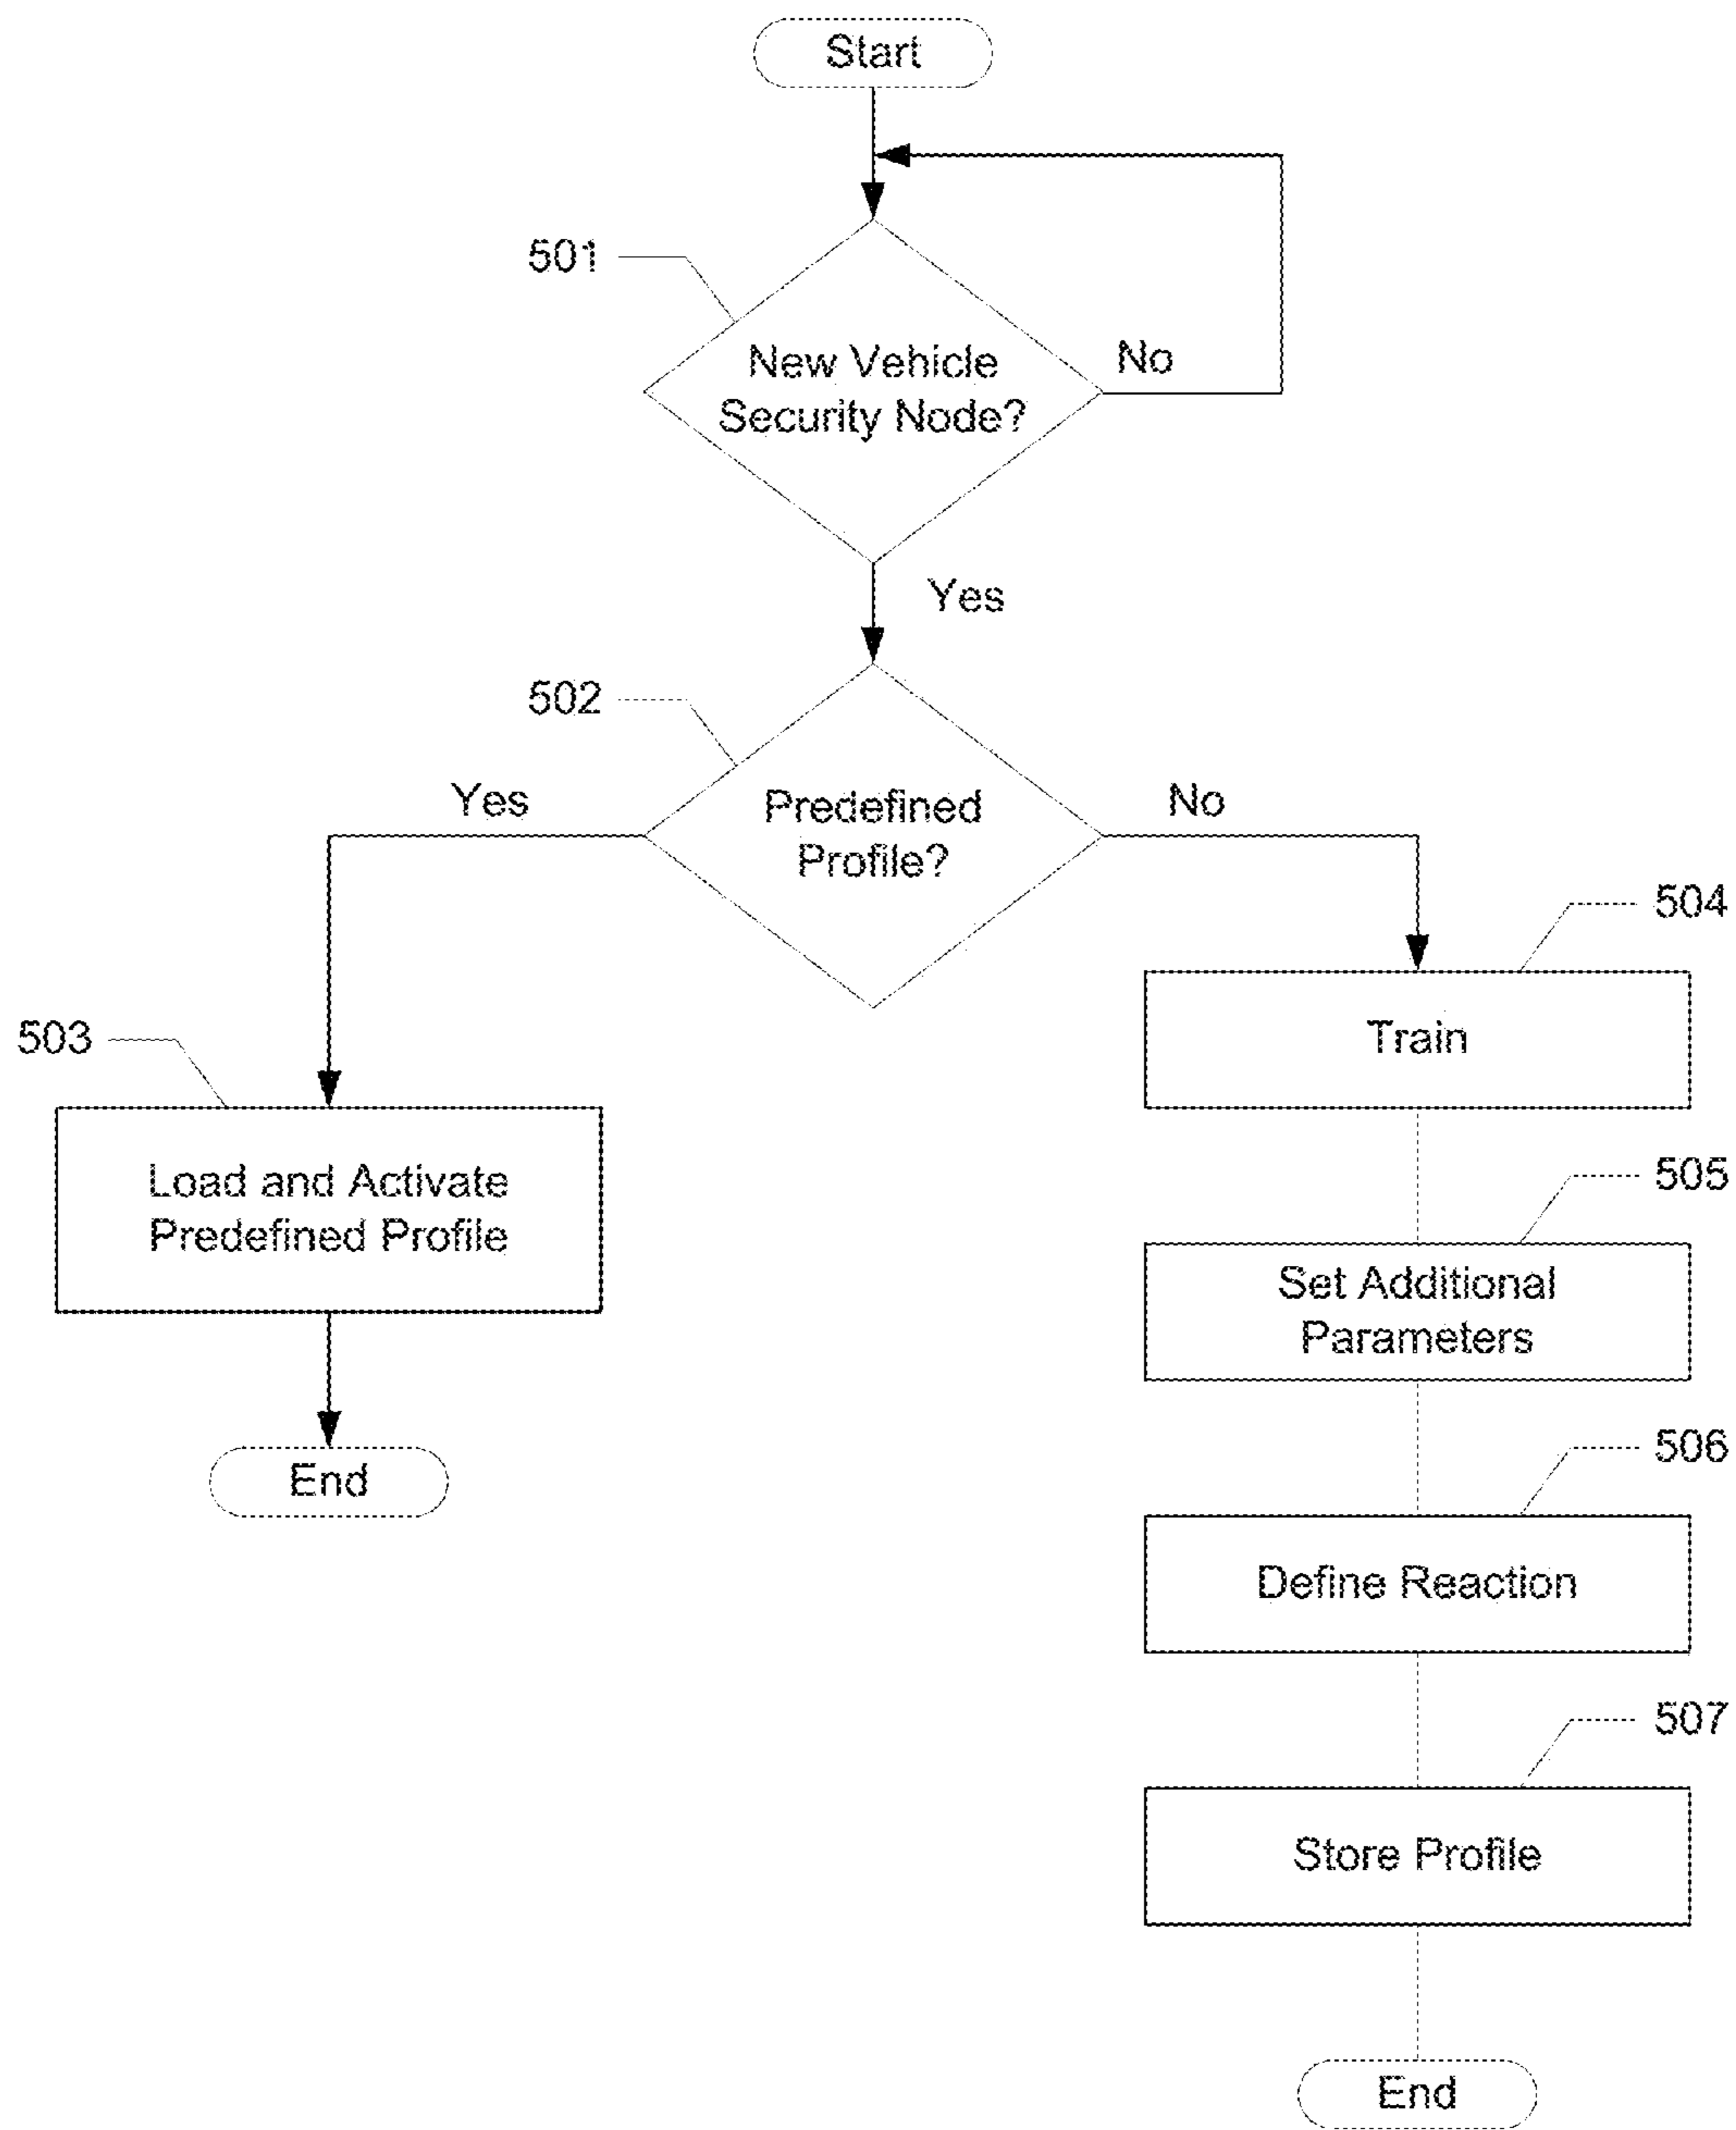 Start
501
New Vehicle
Security Node?
No
Yes
502
Predefined
Profile?
Yes
No
504
Train
503
Load and Activate
Predefined Profile
505
Set Additional
Parameters
End
506
Define Reaction
507
Store Profile
End